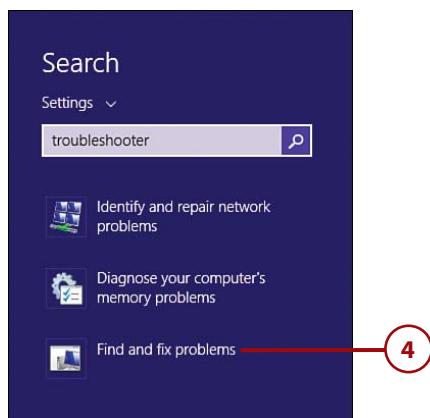 Search
Settings
troubleshooter
Identify and repair network
problems
Diagnose your computer's
memory problems
Find and fix problems
4